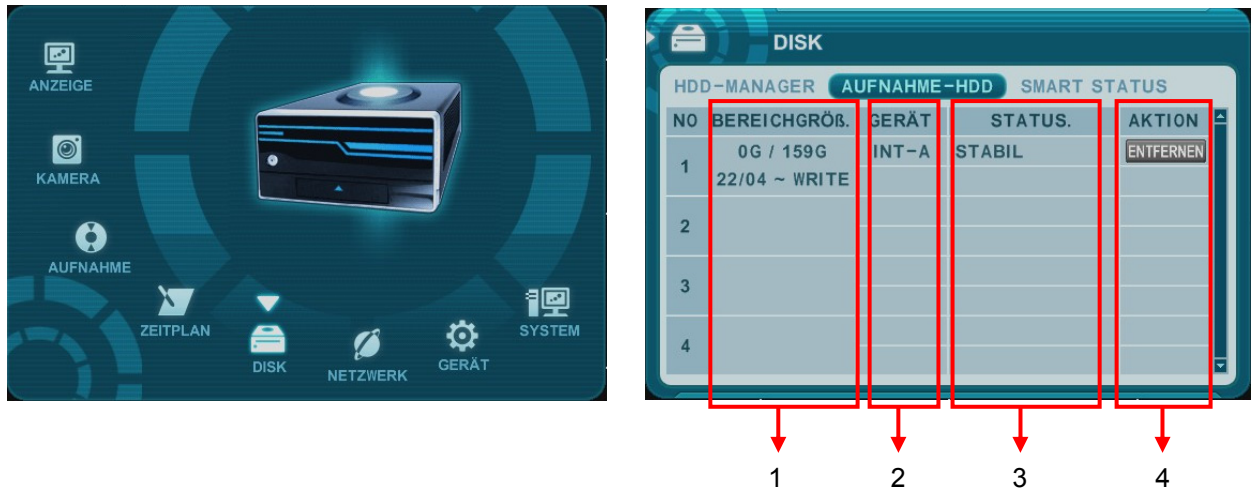 ANZEIGE
KAMERA
AUFNAHME
ZEITPLAN
DISK
NETZWERK
GERÄT
SYSTEM
DISK
HDD-MANAGER AUFNAHME-HDD SMART STATUS
NO BEREICHGRÖß. GERÄT STATUS. AKTION
1 0G / 159G INT-A STABIL ENTFERNEN
22/04 ~ WRITE
2
3
4
1 2 3 4